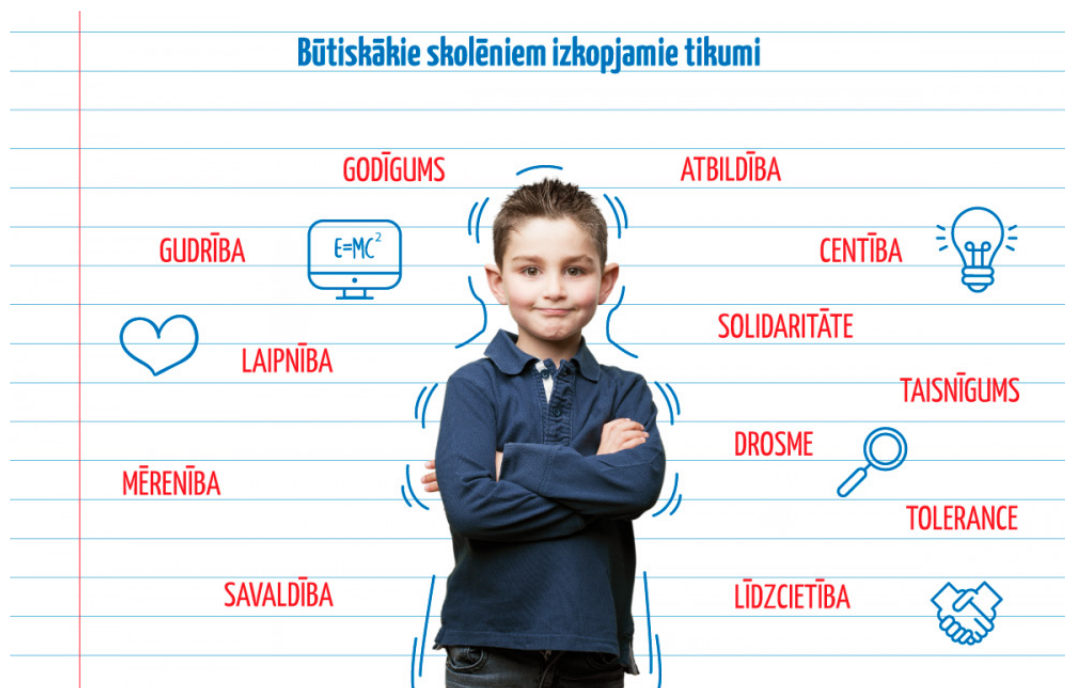 Būtiskākie skolēniem izkopjamie tikumi
GODĪGUMS
ATBILDĪBA
GUDRĪBA
E=MC²
CENTĪBA
SOLIDARITĀTE
LAIPNĪBA
TAISNĪGUMS
DROSME
MĒRENĪBA
TOLERANCE
SAVALDĪBA
LĪDZCIETĪBA